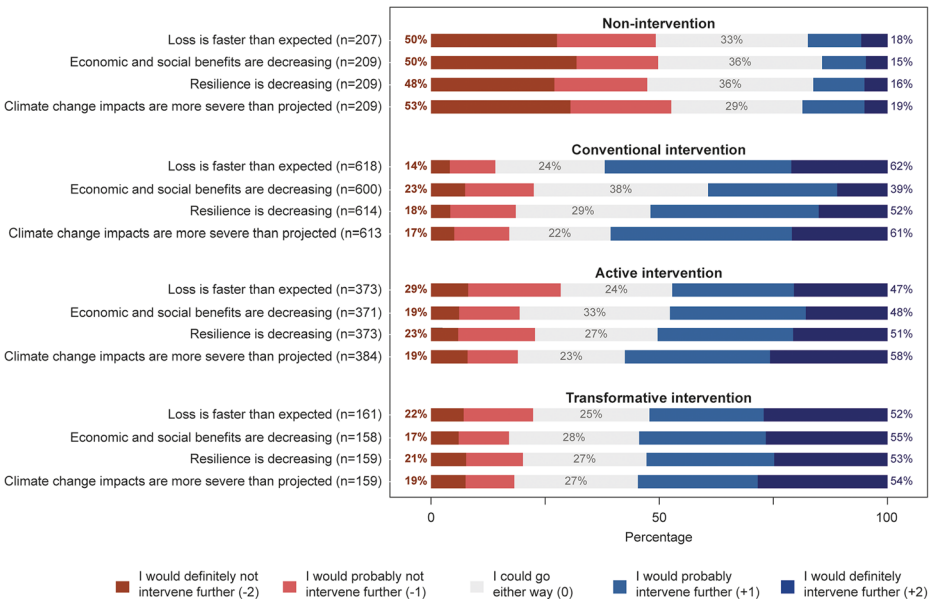 Non-intervention
Loss is faster than expected (n=207) 50% 33% 18%
Economic and social benefits are decreasing (n=209) 50% 36% 15%
Resilience is decreasing (n=209) 48% 36% 16%
Climate change impacts are more severe than projected (n=209) 53% 29% 19%
Conventional intervention
Loss is faster than expected (n=618) 14% 24% 62%
Economic and social benefits are decreasing (n=600) 23% 38% 39%
Resilience is decreasing (n=614) 18% 29% 52%
Climate change impacts are more severe than projected (n=613 17% 22% 61%
Active intervention
Loss is faster than expected (n=373) 29% 24% 47%
Economic and social benefits are decreasing (n=371) 19% 33% 48%
Resilience is decreasing (n=373) 23% 27% 51%
Climate change impacts are more severe than projected (n=384) 19% 23% 58%
Transformative intervention
Loss is faster than expected (n=161) 22% 25% 52%
Economic and social benefits are decreasing (n=158) 17% 28% 55%
Resilience is decreasing (n=159) 21% 27% 53%
Climate change impacts are more severe than projected (n=159) 19% 27% 54%
0 50 100
Percentage
I would definitely not
intervene further (-2)
I would probably not
intervene further (-1)
I could go
either way (0)
I would probably
intervene further (+1)
I would definitely
intervene further (+2)